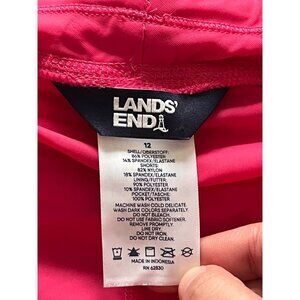 LANDS'
END
12
SHELL/OBERSTOFF:
86% POLYESTER
14% SPANDEX/ELASTANE
SHORTS:
82% NYLON
18% SPANDEX/ELASTANE
LINING/FUTTER:
90% POLYESTER
10% SPANDEX/ELASTANE
POCKET/TASCHE:
100% POLYESTER
MACHINE WASH COLD DELICATE.
WASH DARK COLORS SEPARATELY.
DO NOT BLEACH.
DO NOT USE FABRIC SOFTENER.
REMOVE PROMPTLY.
LINE DRY.
DO NOT IRON.
DO NOT DRY CLEAN.
MADE IN INDONESIA
RN 62830